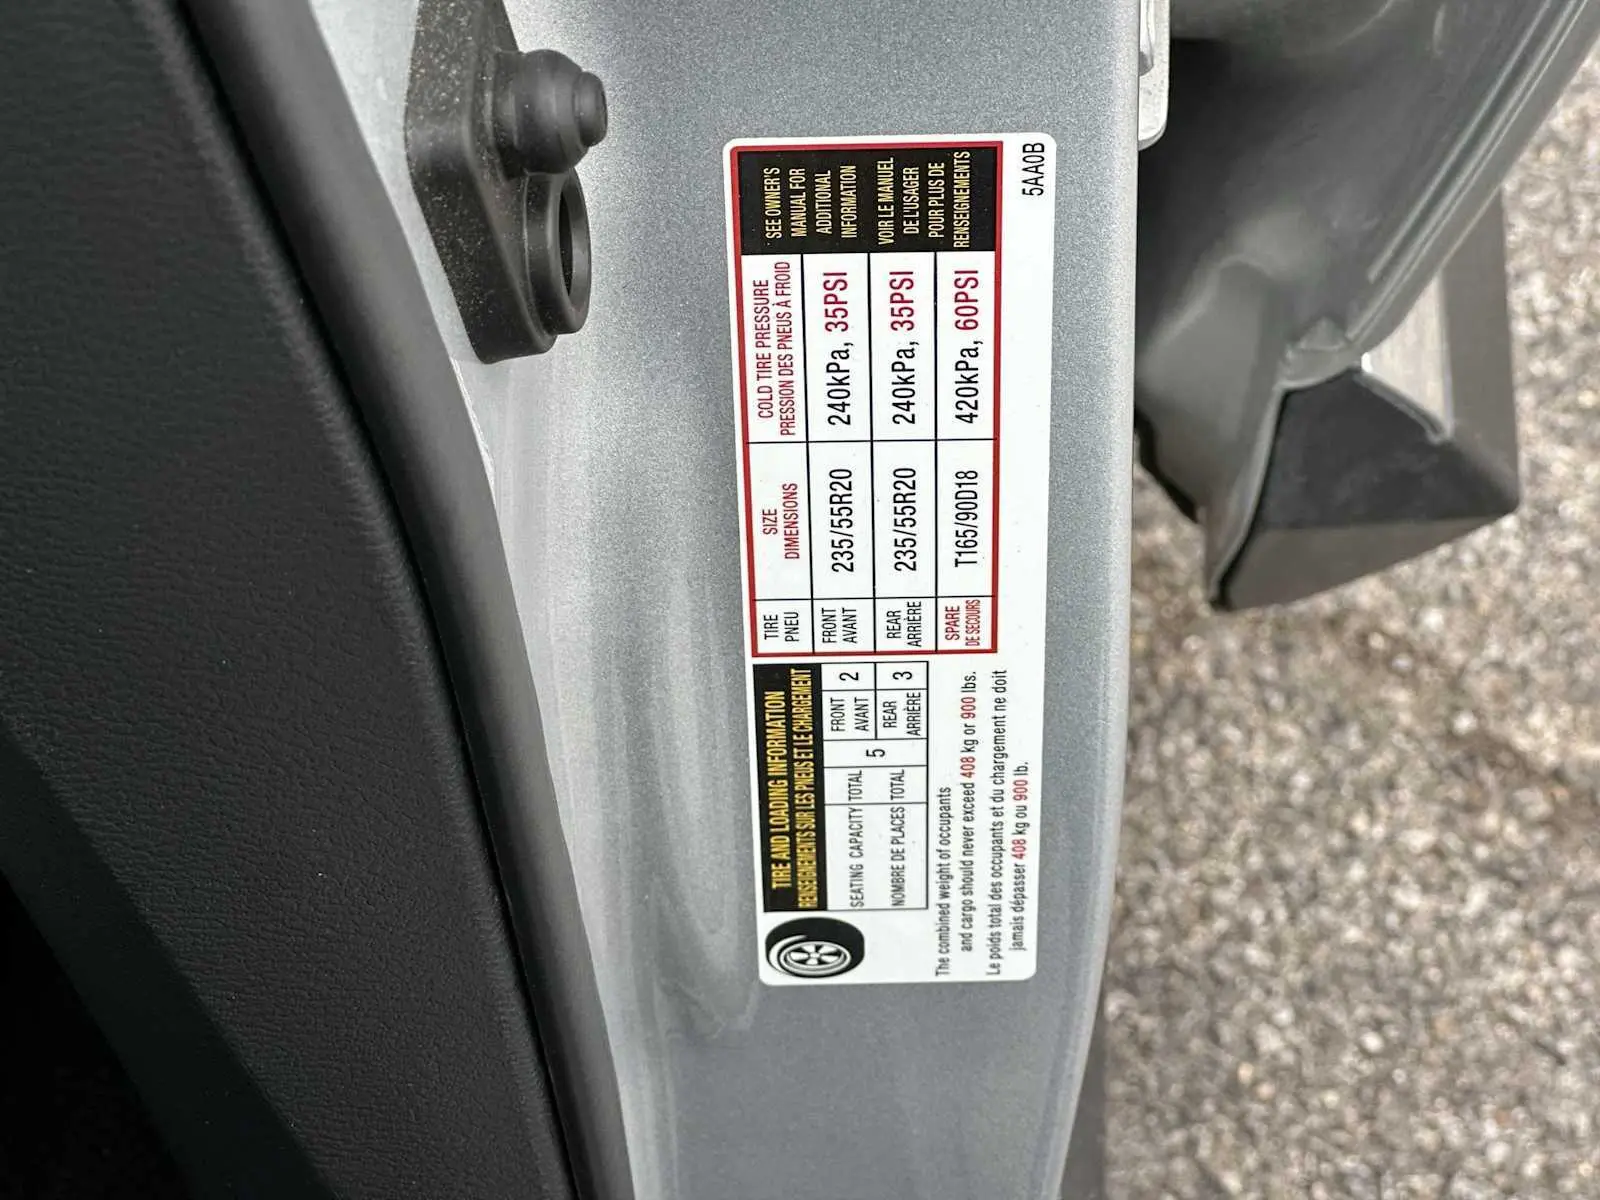 TIRE AND LOADING INFORMATION
RENSEIGNEMENTS SUR LES PNEUS ET LE CHARGEMENT
SEATING CAPACITY
NOMBRE DE PLACES
TOTAL
TOTAL
5
FRONT
AVANT
2
REAR
ARRIÈRE
3
The combined weight of occupants
and cargo should never exceed 408 kg or 900 lbs.
Le poids total des occupants et du chargement ne doit
jamais dépasser 408 kg ou 900 lb.
TIRE
PNEU
SIZE
DIMENSIONS
COLD TIRE PRESSURE
PRESSION DES PNEUS À FROID
FRONT
AVANT
235/55R20
240kPa, 35PSI
REAR
ARRIÈRE
235/55R20
240kPa, 35PSI
SPARE
DE SECOURS
T165/90D18
420kPa, 60PSI
SEE OWNER'S
MANUAL FOR
ADDITIONAL
INFORMATION
VOIR LE MANUEL
DE L'USAGER
POUR PLUS DE
RENSEIGNEMENTS
5AA0B